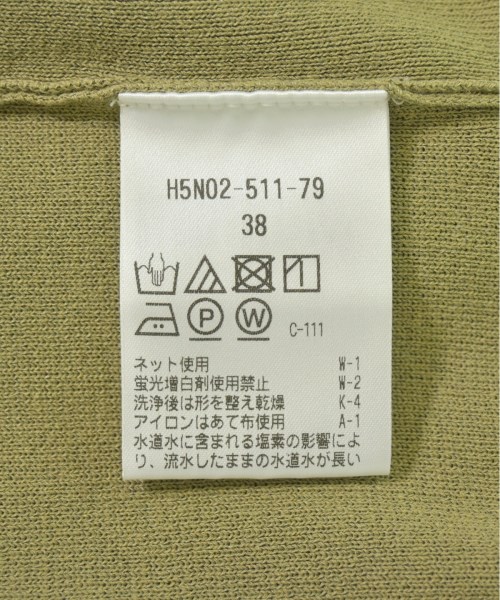 H5N02-511-79
38
P W C-111
ネット使用 W-1
蛍光増白剤使用禁止 W-2
洗浄後は形を整え乾燥 K-4
アイロンはあて布使用 A-1
水道水に含まれる塩素の影響によ
り、流水したままの水道水が長い